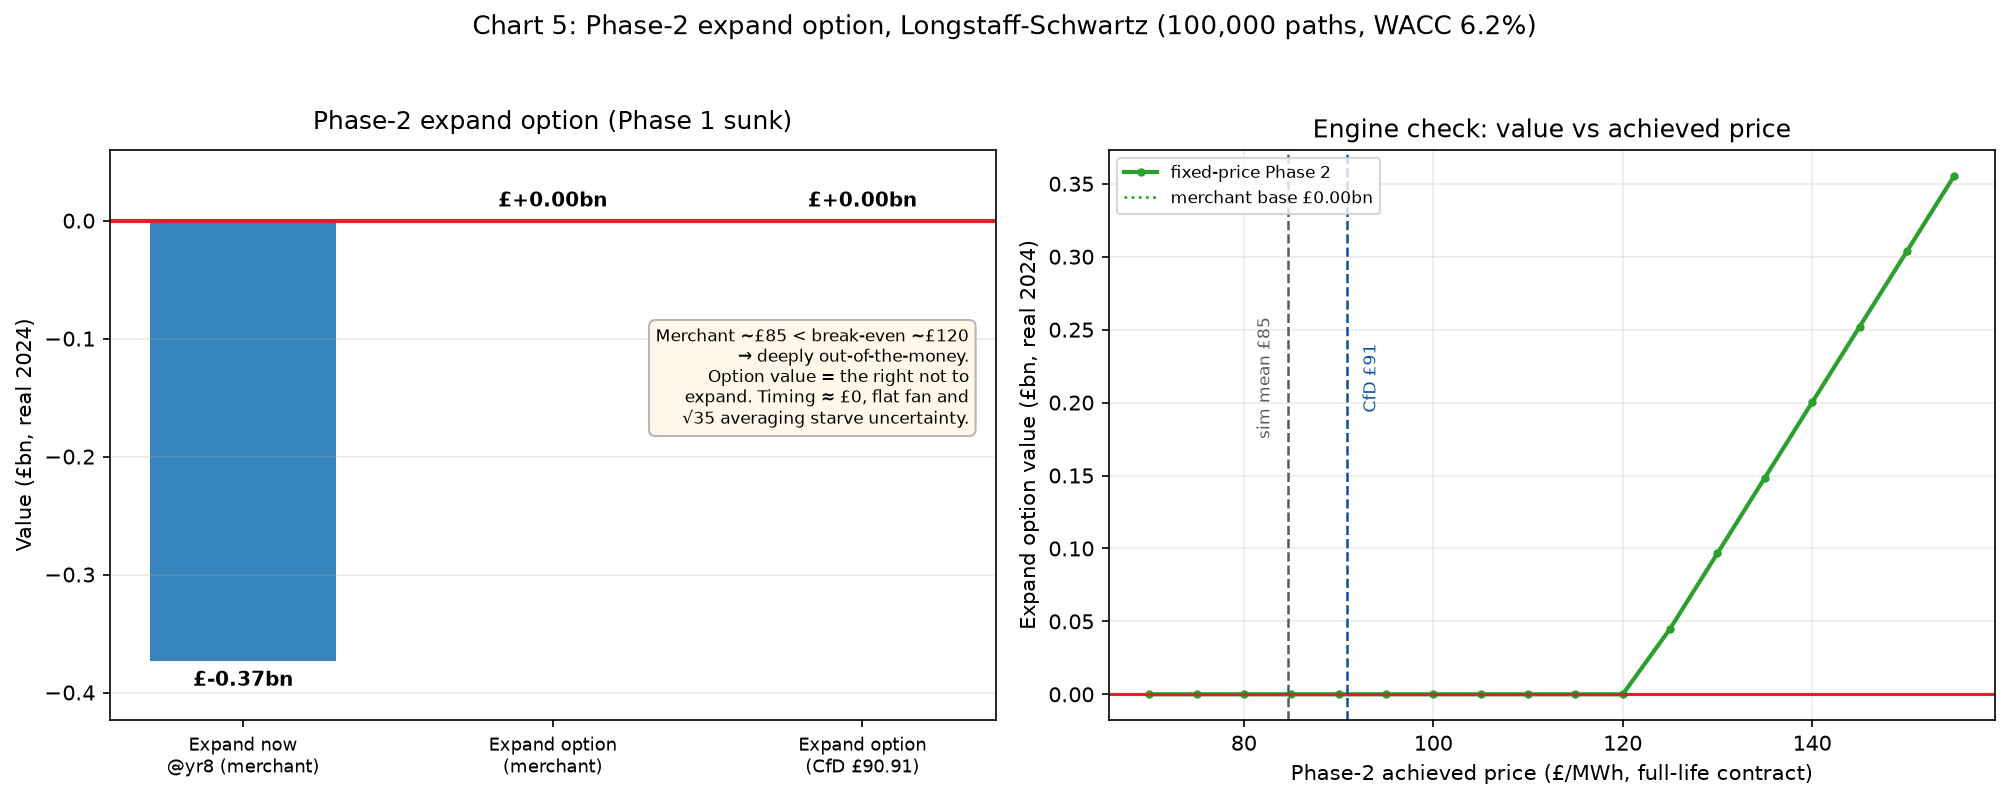 Chart 5: Phase-2 expand option, Longstaff-Schwartz (100,000 paths, WACC 6.2%)
Phase-2 expand option (Phase 1 sunk)
Value (£bn, real 2024)
0.0
−0.1
−0.2
−0.3
−0.4
£-0.37bn
£+0.00bn
£+0.00bn
Merchant ~£85 < break-even ~£120
→ deeply out-of-the-money.
Option value = the right not to
expand. Timing ≈ £0, flat fan and
√35 averaging starve uncertainty.
Expand now
@yr8 (merchant)
Expand option
(merchant)
Expand option
(CfD £90.91)
Engine check: value vs achieved price
Expand option value (£bn, real 2024)
0.35
0.30
0.25
0.20
0.15
0.10
0.05
0.00
fixed-price Phase 2
merchant base £0.00bn
sim mean £85
CfD £91
80
100
120
140
Phase-2 achieved price (£/MWh, full-life contract)